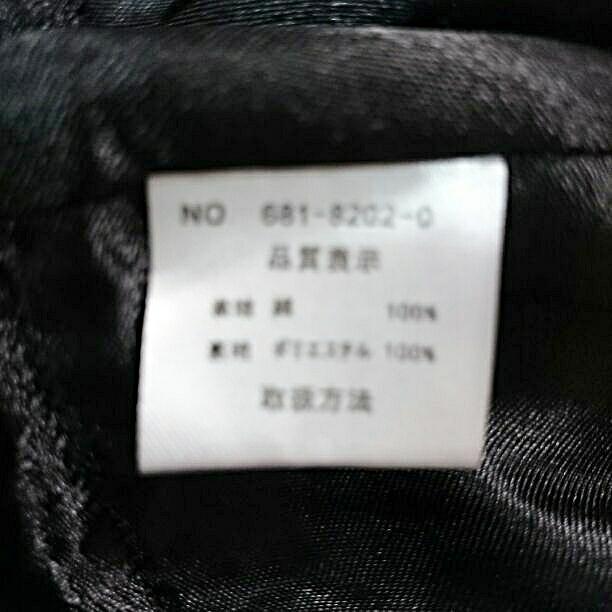 NO 681-8202-0
品質表示
表地 綿 100%
裏地 ポリエステル 100%
取扱方法